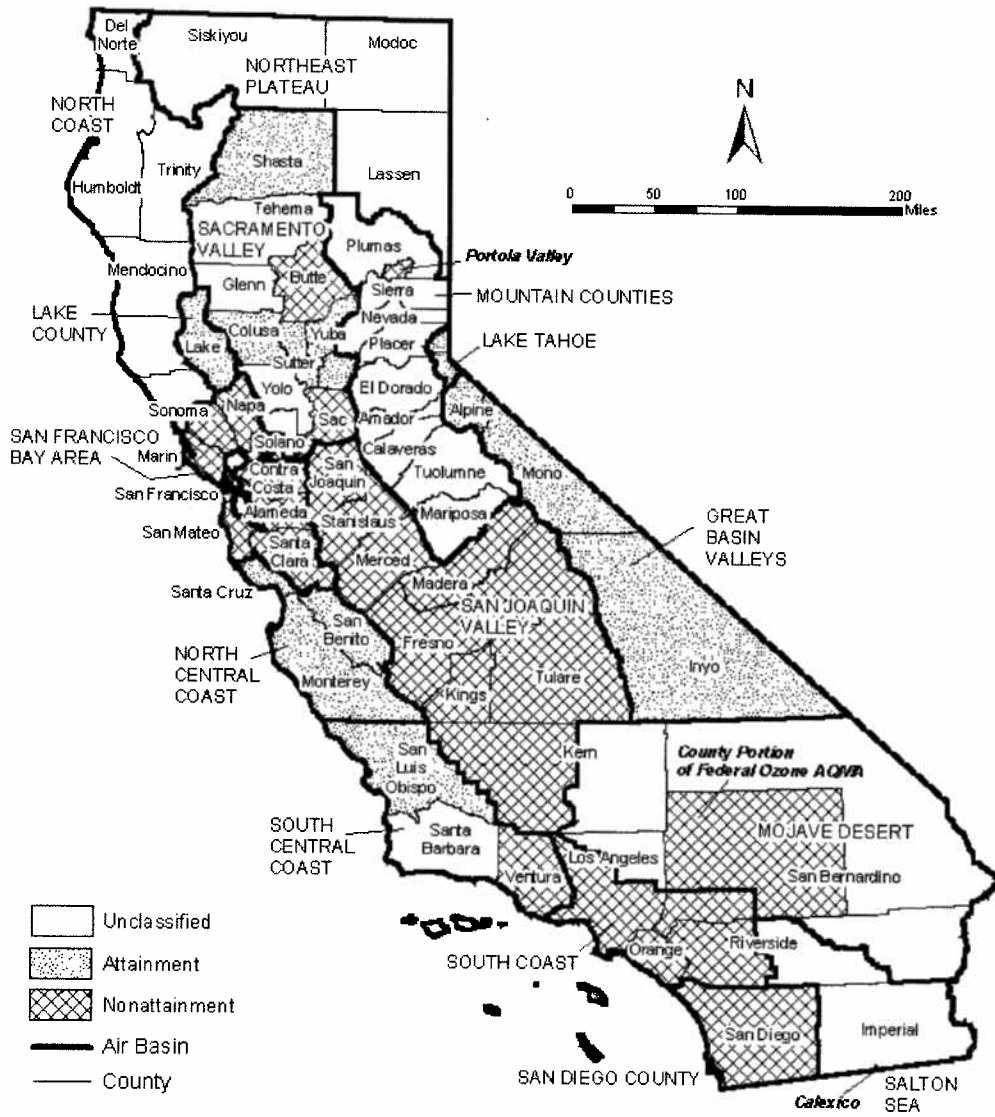 Del
Norte
Siskiyou
Modoc
NORTHEAST
PLATEAU
N
NORTH
COAST
Shasta
Trinity
Lassen
Humboldt
0 50 100 200
Miles
Tehema
SACRAMENTO
VALLEY
Plumas
Portola Valley
Mendocino
Glenn
Butte
Sierra
MOUNTAIN COUNTIES
LAKE
COUNTY
Colusa
Yuba
Nevada
Placer
Lake
Sutter
LAKE TAHOE
Yolo
El Dorado
Sonoma
Napa
Sac
Amador
Alpine
SAN FRANCISCO
BAY AREA
Marin
Solano
Calaveras
Contra
Costa
San
Joaquin
Tuolumne
Mono
San Francisco
Alameda
Stanislaus
Mariposa
San Mateo
Santa
Clara
Merced
GREAT
BASIN
VALLEYS
Santa Cruz
Madera
SAN JOAQUIN
VALLEY
San
Benito
Fresno
NORTH
CENTRAL
COAST
Monterey
Kings
Tulare
Inyo
San
Luis
Obispo
Kern
County Portion
of Federal Ozone AQMA
SOUTH
CENTRAL
COAST
Santa
Barbara
MOJAVE DESERT
Los Angeles
Ventura
San Bernardino
Unclassified
Attainment
Nonattainment
Air Basin
County
SOUTH COAST
Orange
Riverside
San Diego
Imperial
SAN DIEGO COUNTY
Calexico
SALTON
SEA